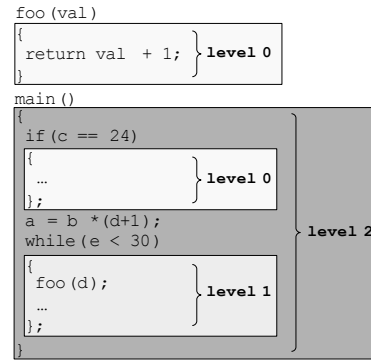 foo(val)
{
return val + 1; level 0
}
main()
{
if(c == 24)
{
… level 0
};
a = b *(d+1);
while(e < 30) level 2
{
foo(d);
… level 1
};
}